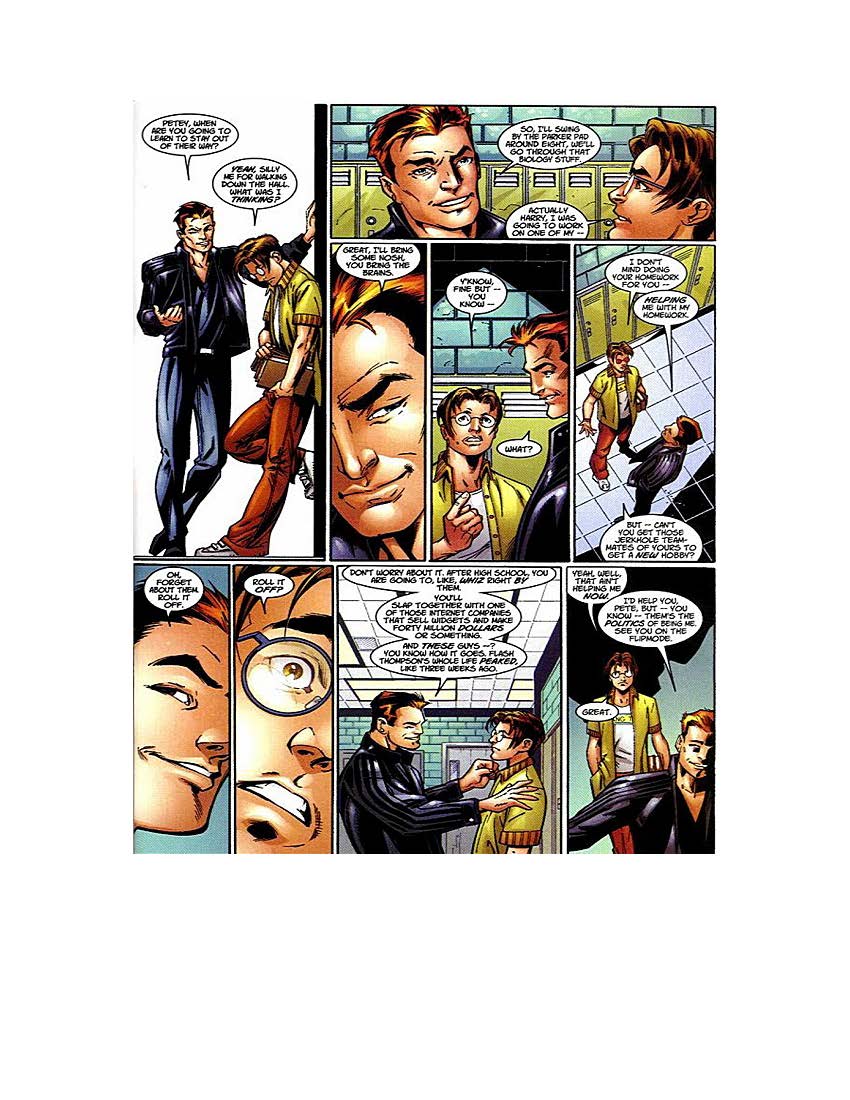 PETEY, WHEN
ARE YOU GOING TO
LEARN TO STAY OUT
OF THEIR WAY?
YEAH, SILLY
ME FOR WALKING
DOWN THE HALL.
WHAT WAS I
THINKING?
SO, I'LL SWING
BY THE PARKER PAD
AROUND EIGHT, WE'LL
GO THROUGH THAT
BIOLOGY STUFF.
ACTUALLY
HARRY, I WAS
GOING TO WORK
ON ONE OF MY --
GREAT, I'LL BRING
SOME NOSH,
YOU BRING THE
BRAINS.
Y'KNOW,
FINE BUT --
YOU
KNOW --
WHAT?
I DON'T
MIND DOING
YOUR HOMEWORK
FOR YOU --
HELPING
ME WITH MY
HOMEWORK.
BUT -- CAN'T
YOU GET THOSE
JERKHOLE TEAM-
MATES OF YOURS TO
GET A NEW HOBBY?
OH,
FORGET
ABOUT THEM.
ROLL IT
OFF.
ROLL IT
OFF?
DON'T WORRY ABOUT IT. AFTER HIGH SCHOOL, YOU
ARE GOING TO, LIKE, WHIZ RIGHT BY
THEM.
YOU'LL
SLAP TOGETHER WITH ONE
OF THOSE INTERNET COMPANIES
THAT SELL WIDGETS AND MAKE
FORTY MILLION DOLLARS
OR SOMETHING.
AND THESE GUYS --?
YOU KNOW HOW IT GOES. FLASH
THOMPSON'S WHOLE LIFE PEAKED,
LIKE THREE WEEKS AGO.
YEAH, WELL,
THAT AIN'T
HELPING ME
NOW.
I'D HELP YOU,
PETE, BUT -- YOU
KNOW -- THEM'S THE
POLITICS OF BEING ME.
SEE YOU ON THE
FLIPMODE.
GREAT.